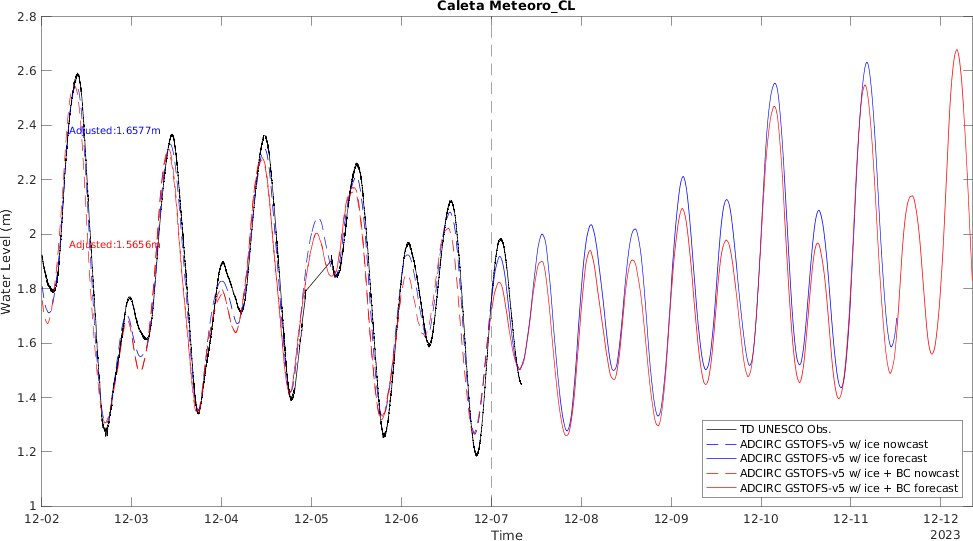 Caleta Meteoro_CL
2.8
2.6
2.4
2.2
2
1.8
1.6
1.4
1.2
1
Water Level (m)
Adjusted:1.6577m
Adjusted:1.5656m
TD UNESCO Obs.
ADCIRC GSTOFS-v5 w/ ice nowcast
ADCIRC GSTOFS-v5 w/ ice forecast
ADCIRC GSTOFS-v5 w/ ice + BC nowcast
ADCIRC GSTOFS-v5 w/ ice + BC forecast
12-02 12-03 12-04 12-05 12-06 12-07 12-08 12-09 12-10 12-11 12-12
Time
2023